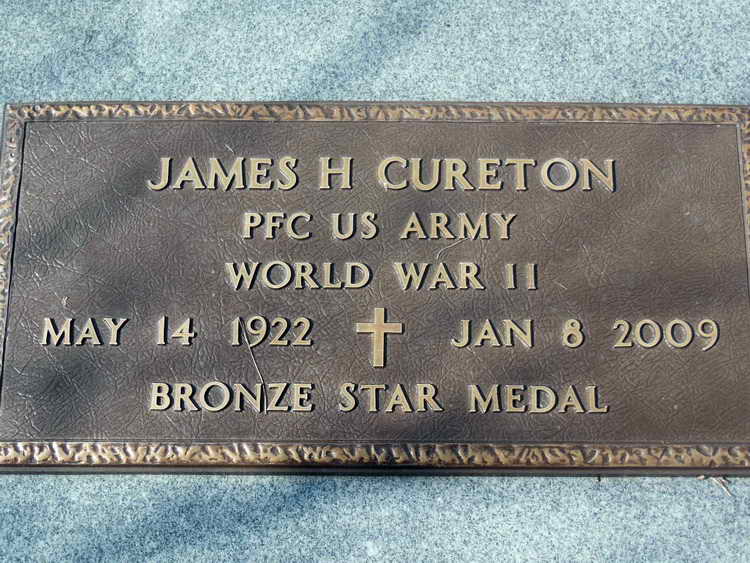 JAMES H CURETON
PFC US ARMY
WORLD WAR II
MAY 14 1922 JAN 8 2009
BRONZE STAR MEDAL